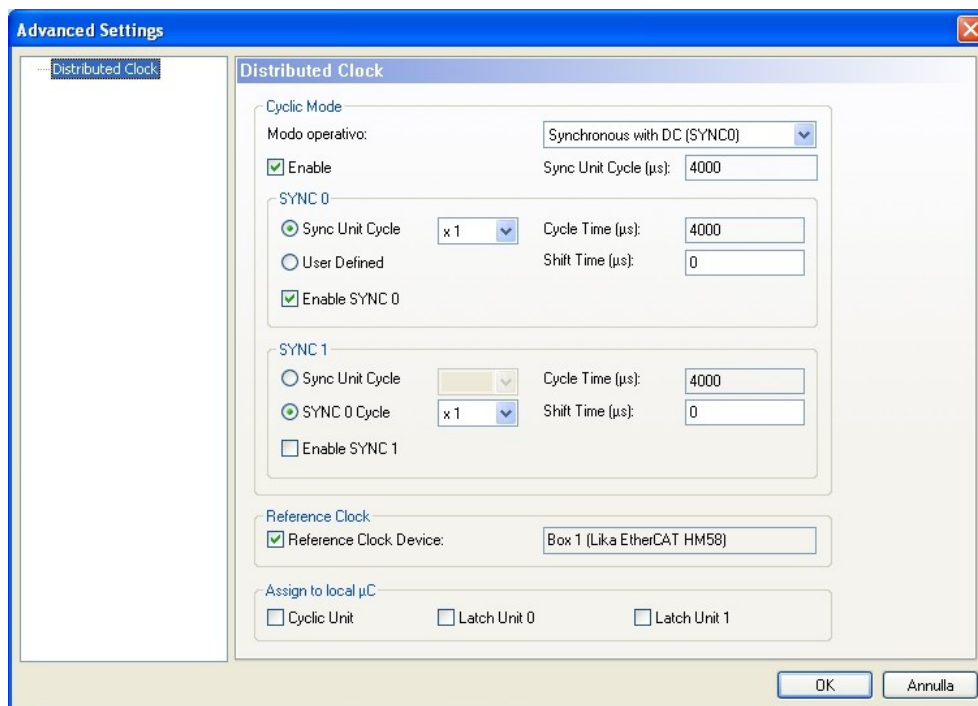 Advanced Settings
Distributed Clock
Distributed Clock
Cyclic Mode
Modo operativo:
Synchronous with DC (SYNC0)
Enable
Sync Unit Cycle (µs):
4000
SYNC 0
Sync Unit Cycle
x 1
Cycle Time (µs):
4000
User Defined
Shift Time (µs):
0
Enable SYNC 0
SYNC 1
Sync Unit Cycle
Cycle Time (µs):
4000
SYNC 0 Cycle
x 1
Shift Time (µs):
0
Enable SYNC 1
Reference Clock
Reference Clock Device:
Box 1 (Lika EtherCAT HM58)
Assign to local µC
Cyclic Unit
Latch Unit 0
Latch Unit 1
OK
Annulla